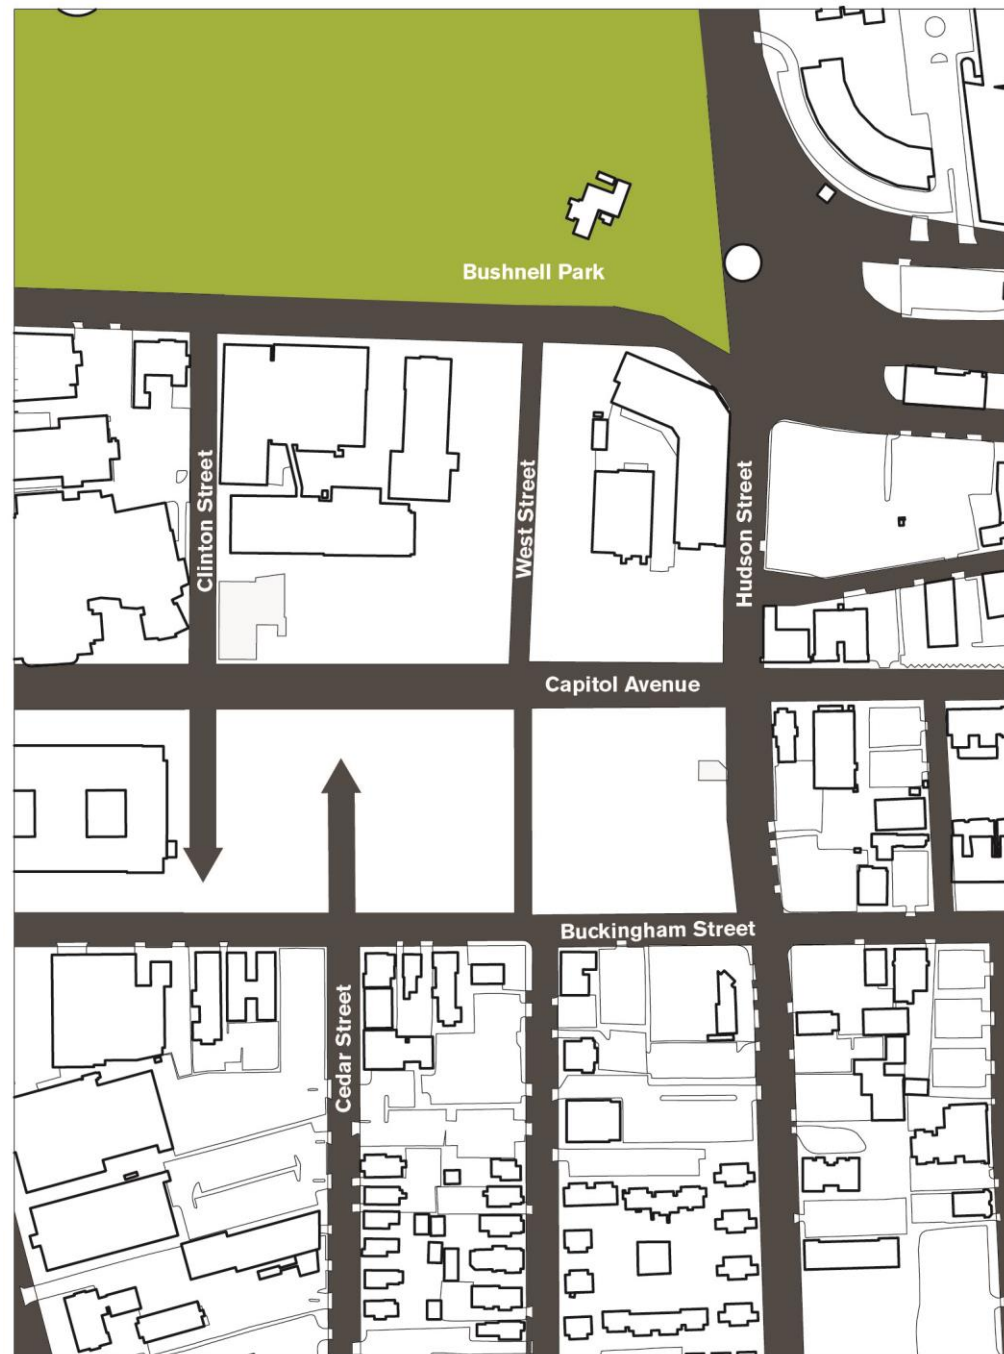 Bushnell Park
Clinton Street
West Street
Hudson Street
Capitol Avenue
Buckingham Street
Cedar Street